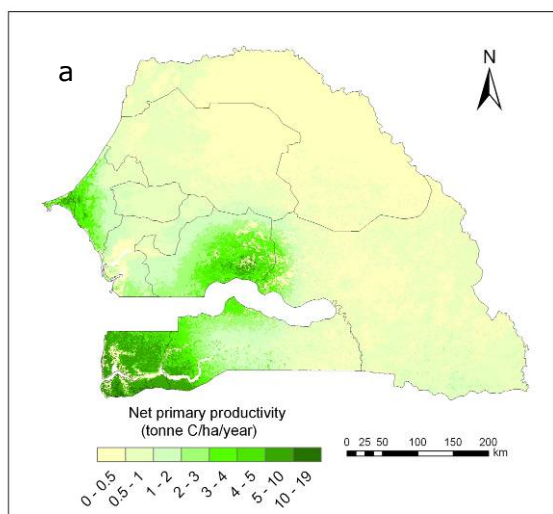 N
a
Net primary productivity
(tonne C/ha/year)
0 - 0.5
0.5 - 1
1 - 2
2 - 3
3 - 4
4 - 5
5 - 10
10 - 19
0 25 50 100 150 200
km